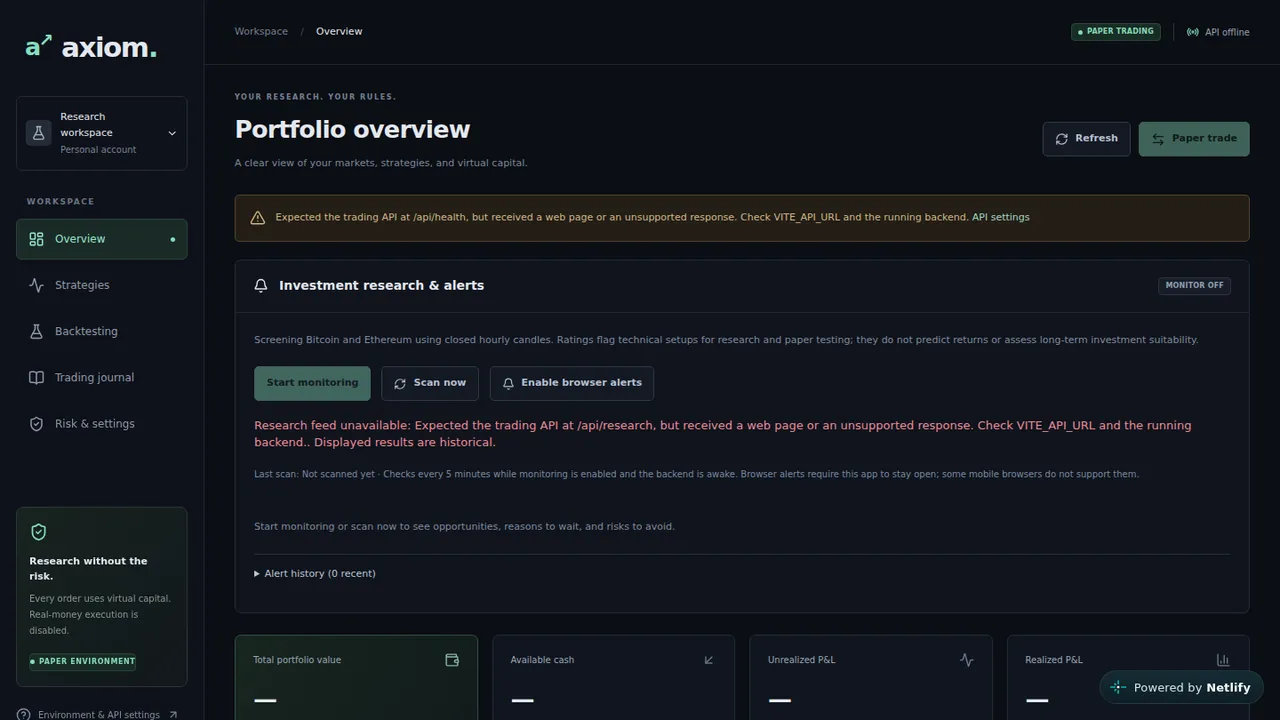 a↗ axiom.
Research
workspace
Personal account
WORKSPACE
Overview
Strategies
Backtesting
Trading journal
Risk & settings
Research without the
risk.
Every order uses virtual capital.
Real-money execution is
disabled.
PAPER ENVIRONMENT
Environment & API settings
Workspace / Overview
PAPER TRADING
API offline
YOUR RESEARCH. YOUR RULES.
Portfolio overview
A clear view of your markets, strategies, and virtual capital.
Refresh
Paper trade
Expected the trading API at /api/health, but received a web page or an unsupported response. Check VITE_API_URL and the running backend. API settings
Investment research & alerts
MONITOR OFF
Screening Bitcoin and Ethereum using closed hourly candles. Ratings flag technical setups for research and paper testing; they do not predict returns or assess long-term investment suitability.
Start monitoring
Scan now
Enable browser alerts
Research feed unavailable: Expected the trading API at /api/research, but received a web page or an unsupported response. Check VITE_API_URL and the running
backend.. Displayed results are historical.
Last scan: Not scanned yet · Checks every 5 minutes while monitoring is enabled and the backend is awake. Browser alerts require this app to stay open; some mobile browsers do not support them.
Start monitoring or scan now to see opportunities, reasons to wait, and risks to avoid.
Alert history (0 recent)
Total portfolio value
—
Available cash
—
Unrealized P&L
—
Realized P&L
—
Powered by Netlify